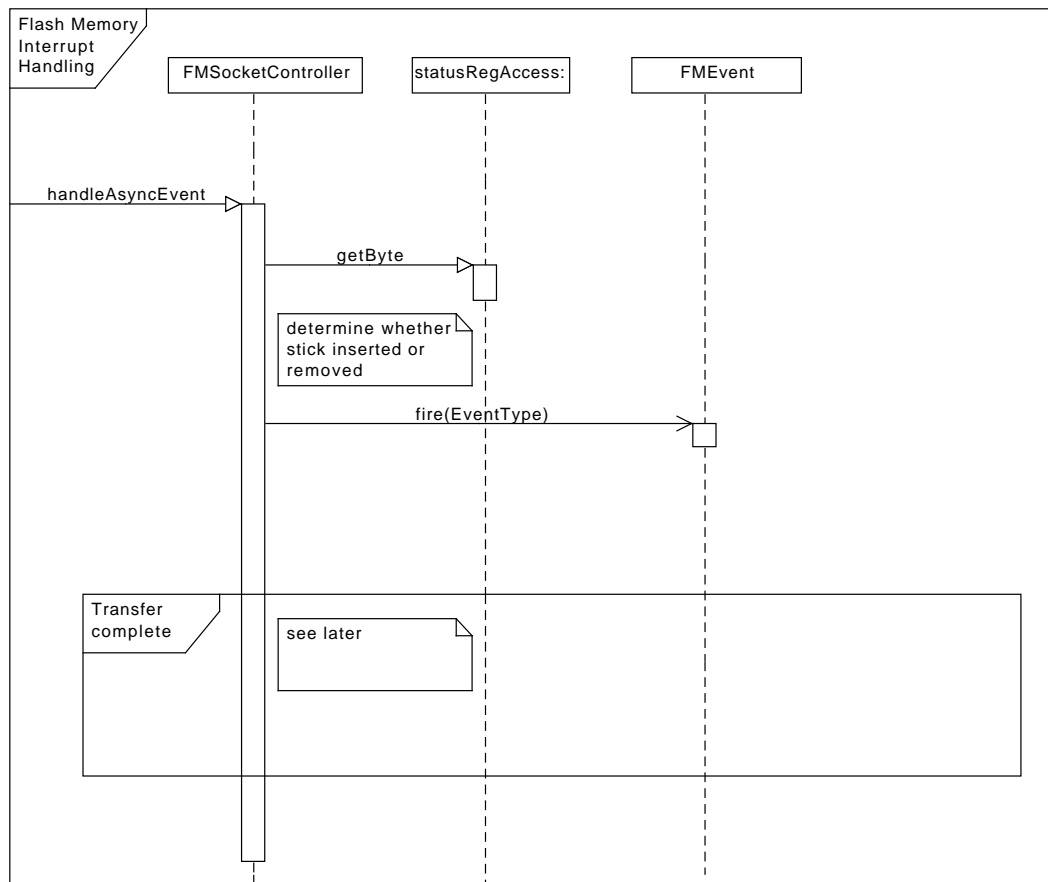 Flash Memory
Interrupt
Handling
FMSocketController
statusRegAccess:
FMEvent
handleAsyncEvent
getByte
determine whether
stick inserted or
removed
fire(EventType)
Transfer
complete
see later